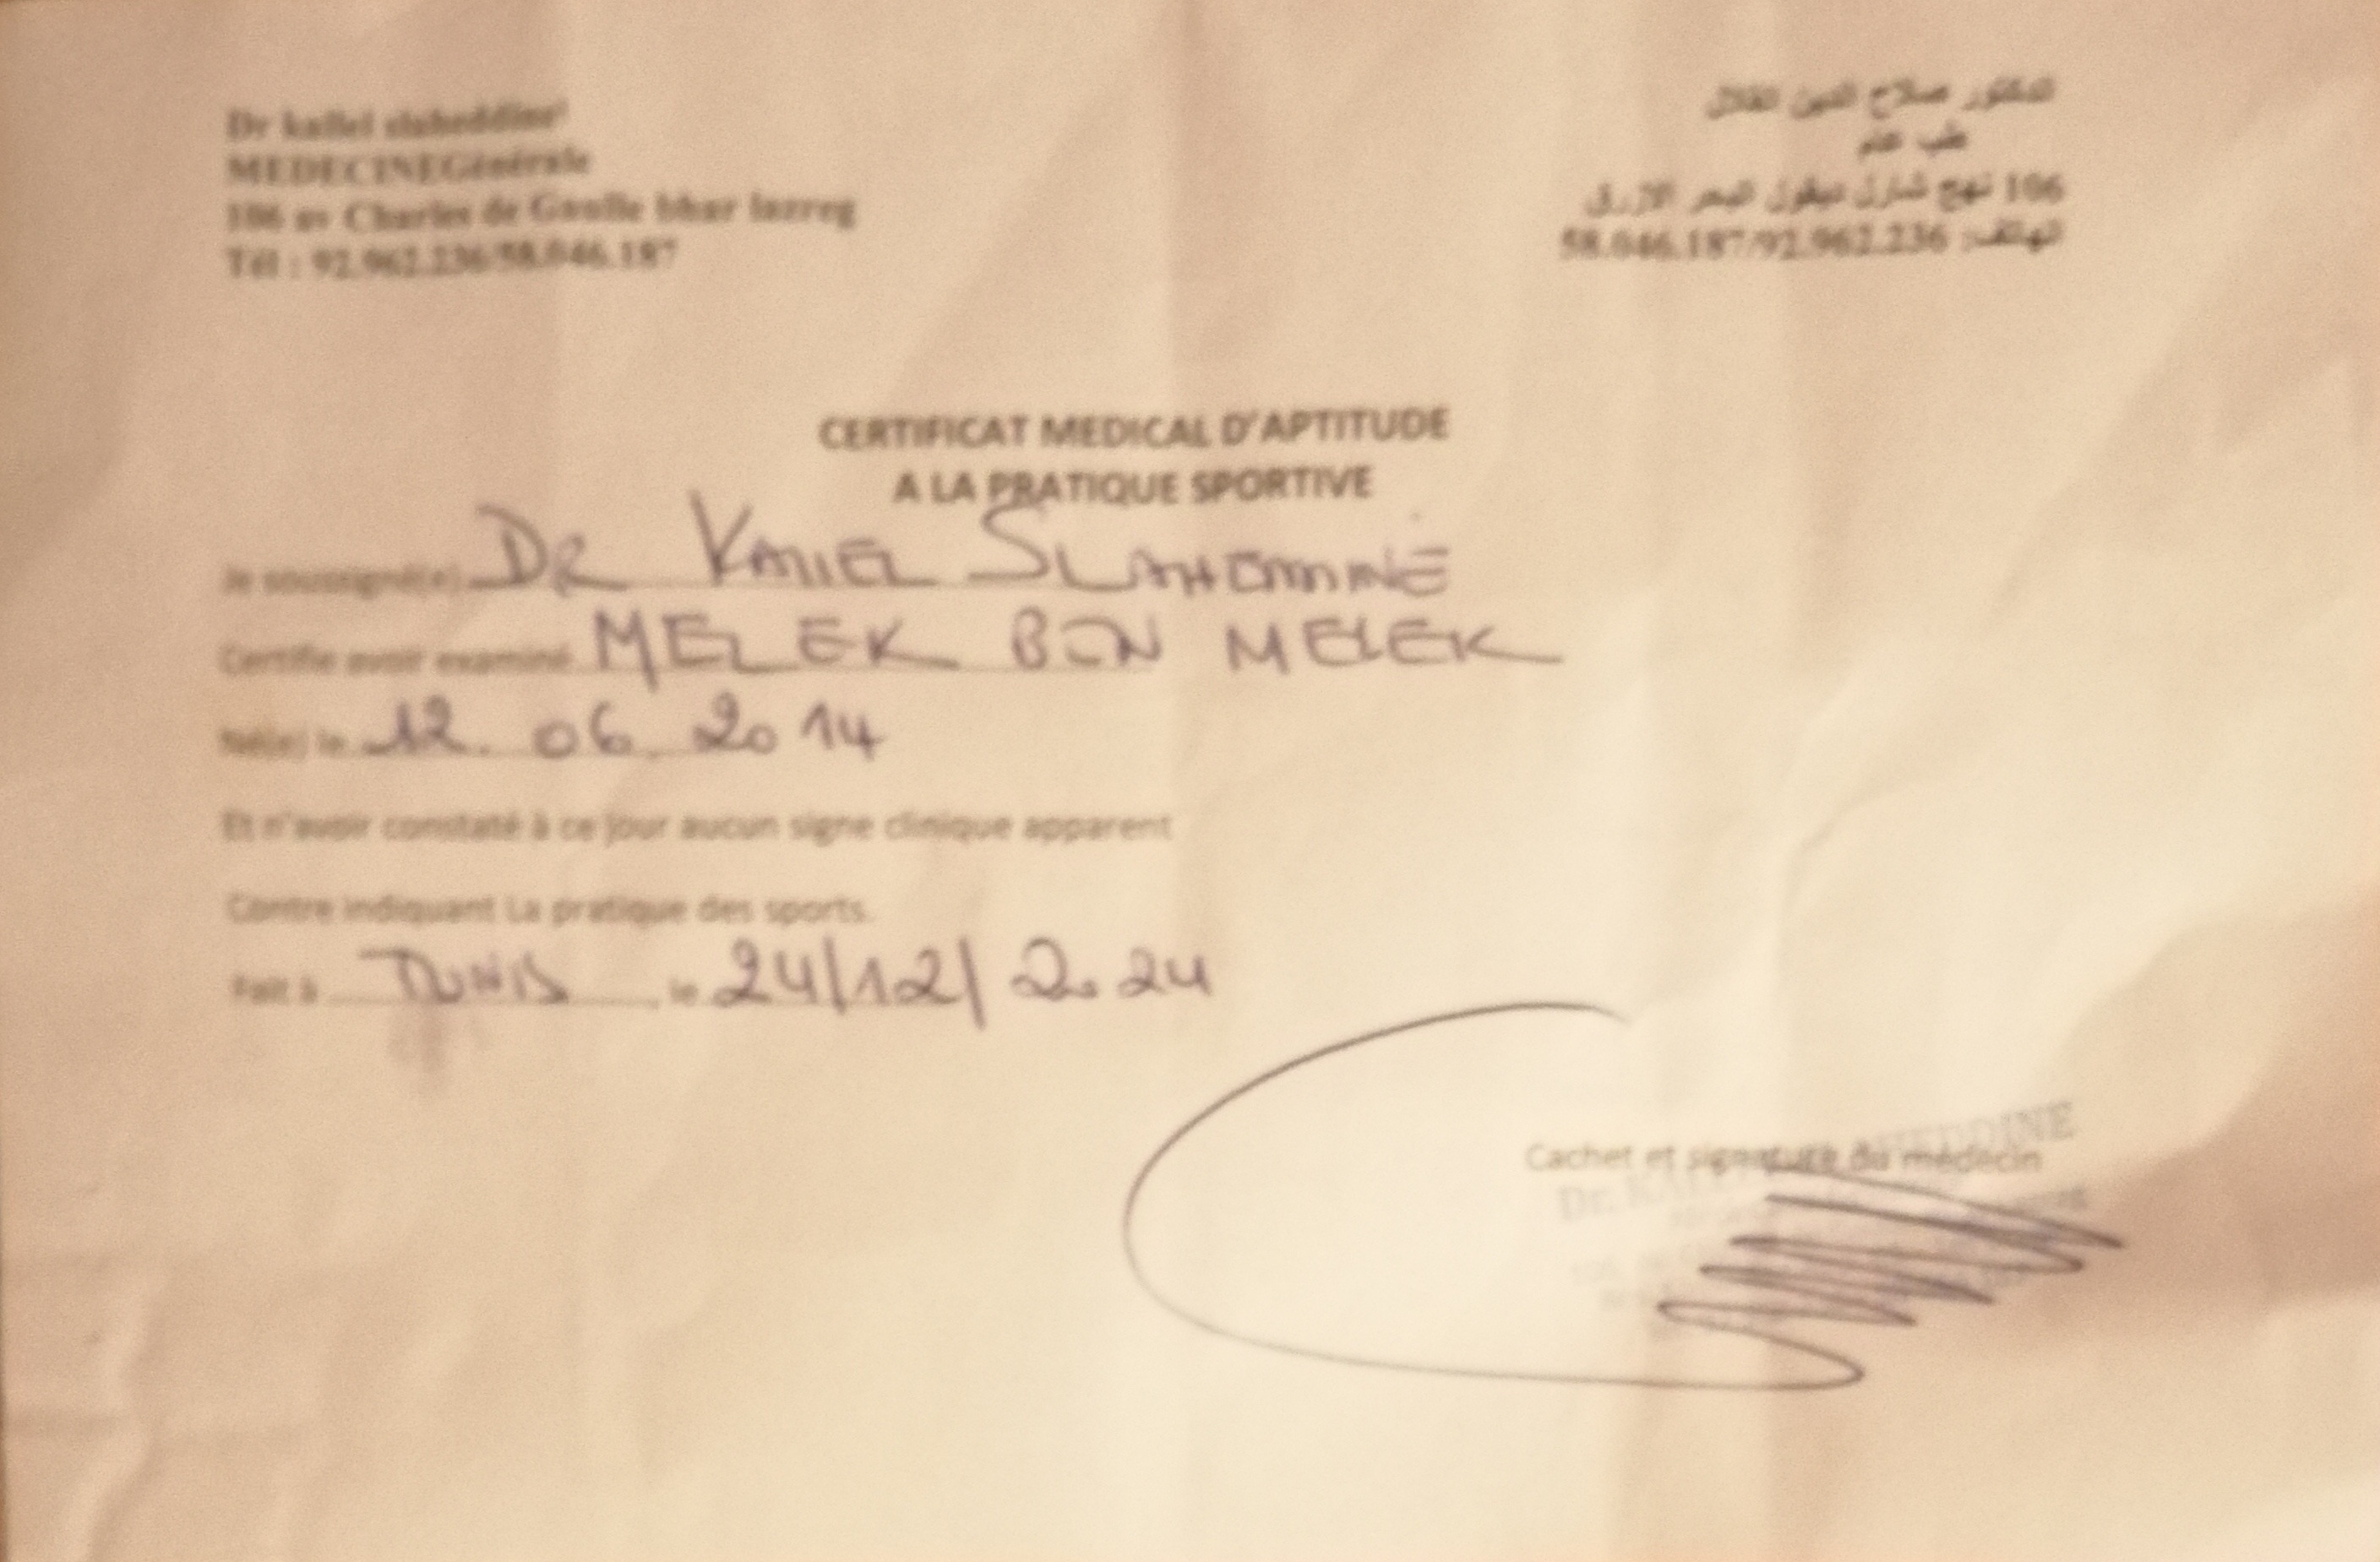 Dr kallel slaheddine
MEDECINEGénérale
106 av Charles de Gaulle bhar lazreg
Tél : 92.962.236/58.046.187
الدكتور صلاح الدين القلال
طب عام
106 نهج شارل ديغول البحر الازرق
الهاتف: 58.046.187/92.962.236
CERTIFICAT MEDICAL D'APTITUDE
A LA PRATIQUE SPORTIVE
Je soussigné(e) DR Kallel Slaheddine
Certifie avoir examiné MELEK BEN MELEK
Né(e) le 12.06.2014
Et n'avoir constaté à ce jour aucun signe clinique apparent
Contre indiquant La pratique des sports.
Fait à Tunis, le 24/12/2024
Cachet et signature du médecin